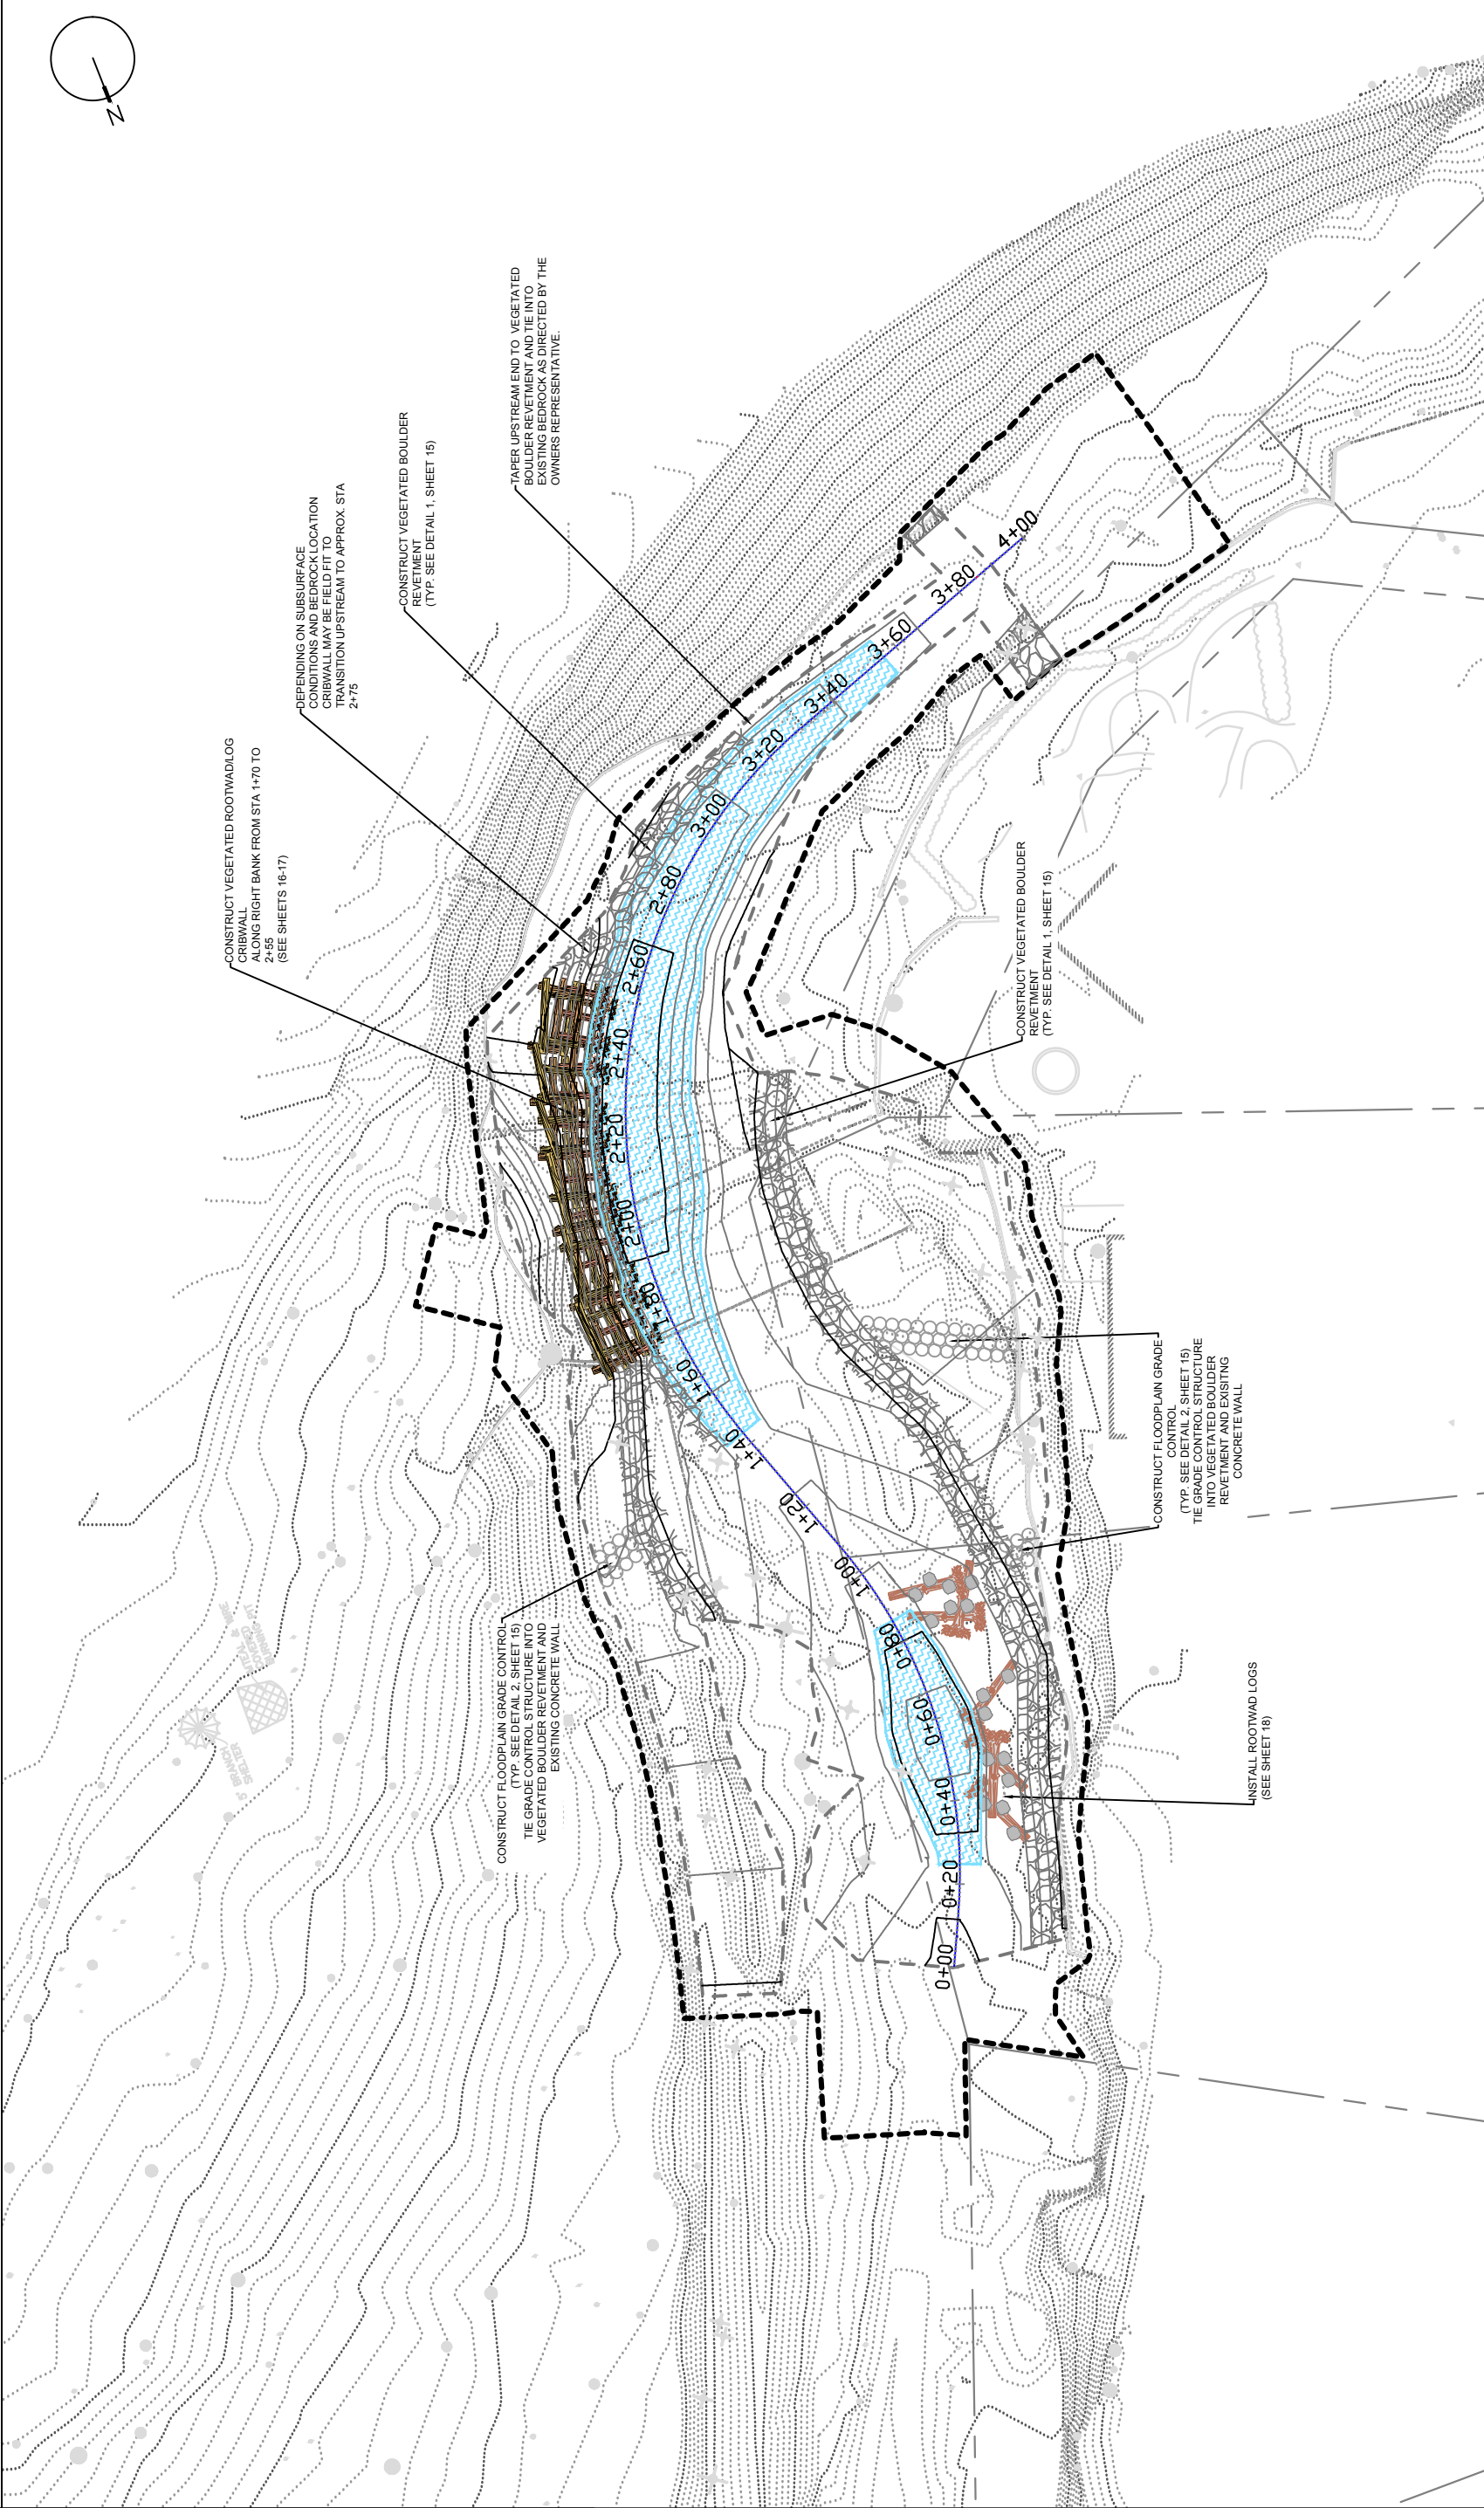 N
DEPENDING ON SUBSURFACE
CONDITIONS AND BEDROCK LOCATION
CRIBWALL MAY BE FIELD FIT TO
TRANSITION UPSTREAM TO APPROX. STA
2+75
CONSTRUCT VEGETATED BOULDER
REVETMENT
(TYP. SEE DETAIL 1, SHEET 15)
TAPER UPSTREAM END TO VEGETATED
BOULDER REVETMENT AND TIE INTO
EXISTING BEDROCK AS DIRECTED BY THE
OWNERS REPRESENTATIVE.
CONSTRUCT VEGETATED ROOTWAD/LOG
CRIBWALL
ALONG RIGHT BANK FROM STA 1+70 TO
2+55
(SEE SHEETS 16-17)
CONSTRUCT VEGETATED BOULDER
REVETMENT
(TYP. SEE DETAIL 1, SHEET 15)
CONSTRUCT FLOODPLAIN GRADE
CONTROL
(TYP. SEE DETAIL 2, SHEET 15)
TIE GRADE CONTROL STRUCTURE
INTO VEGETATED BOULDER
REVETMENT AND EXISITNG
CONCRETE WALL
CONSTRUCT FLOODPLAIN GRADE CONTROL
(TYP. SEE DETAIL 2, SHEET 15)
TIE GRADE CONTROL STRUCTURE INTO
VEGETATED BOULDER REVETMENT AND
EXISTING CONCRETE WALL
INSTALL ROOTWAD LOGS
(SEE SHEET 18)
0+00
0+20
0+40
0+60
0+80
1+00
1+20
1+40
1+60
1+80
2+00
2+20
2+40
2+60
2+80
3+00
3+20
3+40
3+60
3+80
4+00